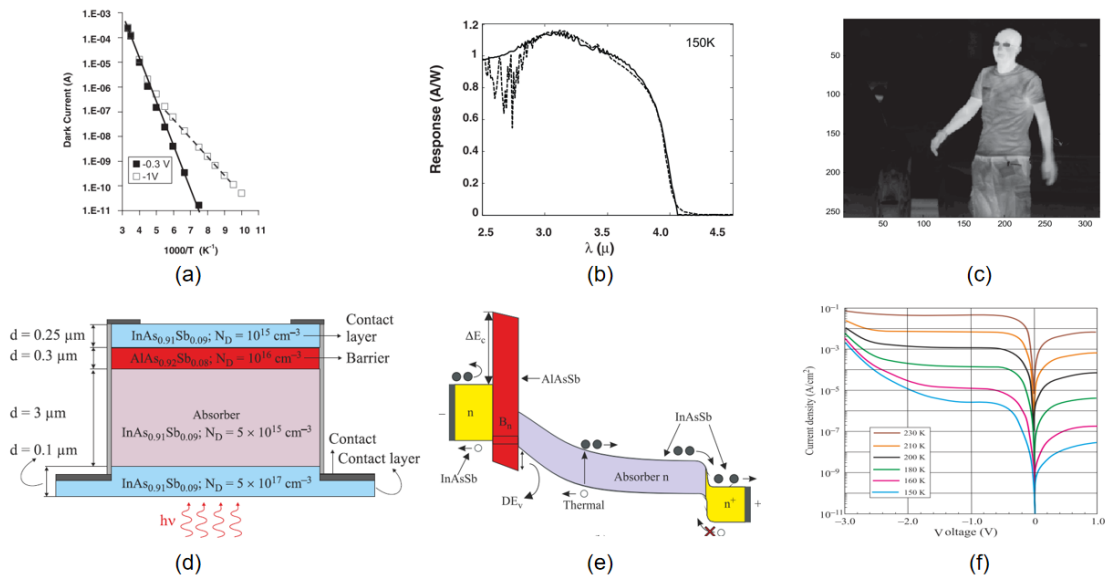 1.E-03
1.E-04
1.E-05
1.E-06
1.E-07
1.E-08
1.E-09
1.E-10
1.E-11
Dark Current (A)
-0.3 V
-1V
3 4 5 6 7 8 9 10 11
1000/T (K⁻¹)
(a)
1.2
1
0.8
0.6
0.4
0.2
0
Response (A/W)
150K
2.5 3.0 3.5 4.0 4.5
λ (μ)
(b)
50
100
150
200
250
50 100 150 200 250 300
(c)
d = 0.25 µm
d = 0.3 µm
d = 3 µm
d = 0.1 µm
InAs0.91Sb0.09; ND = 10¹⁵ cm⁻³
Contact
layer
AlAs0.92Sb0.08; ND = 10¹⁶ cm⁻³
Barrier
Absorber
InAs0.91Sb0.09; ND = 5 × 10¹⁵ cm⁻³
Contact
Contact layer
InAs0.91Sb0.09; ND = 5 × 10¹⁷ cm⁻³
hν
(d)
ΔEc
AlAsSb
−
n
Bn
InAsSb
InAsSb
Absorber n
DEv
Thermal
n⁺
+
(e)
10⁻¹
10⁻³
10⁻⁵
10⁻⁷
10⁻⁹
10⁻¹¹
Current density (A/cm²)
230 K
210 K
200 K
180 K
160 K
150 K
-3.0 -2.0 -1.0 0 1.0
Voltage (V)
(f)